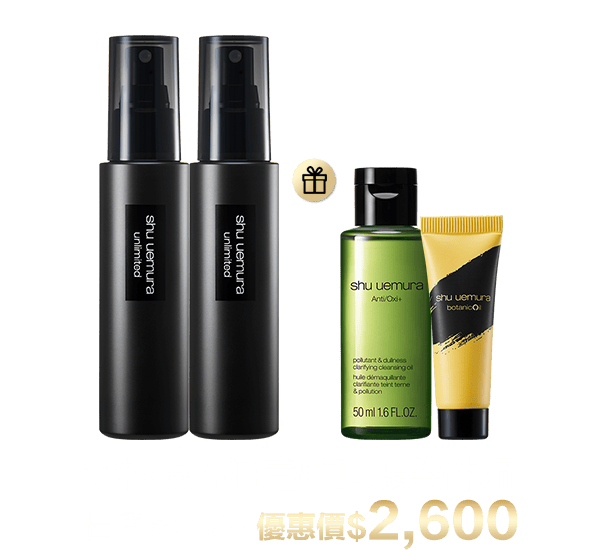 shu uemura
unlimited
shu uemura
unlimited
shu uemura
Anti/Oxi+
pollutant & dullness
clarifying cleansing oil
huile démaquillante
clarifiante teint terne
& pollution
50 ml 1.6 FL.OZ.
shu uemura
botanicOil
優惠價$2,600